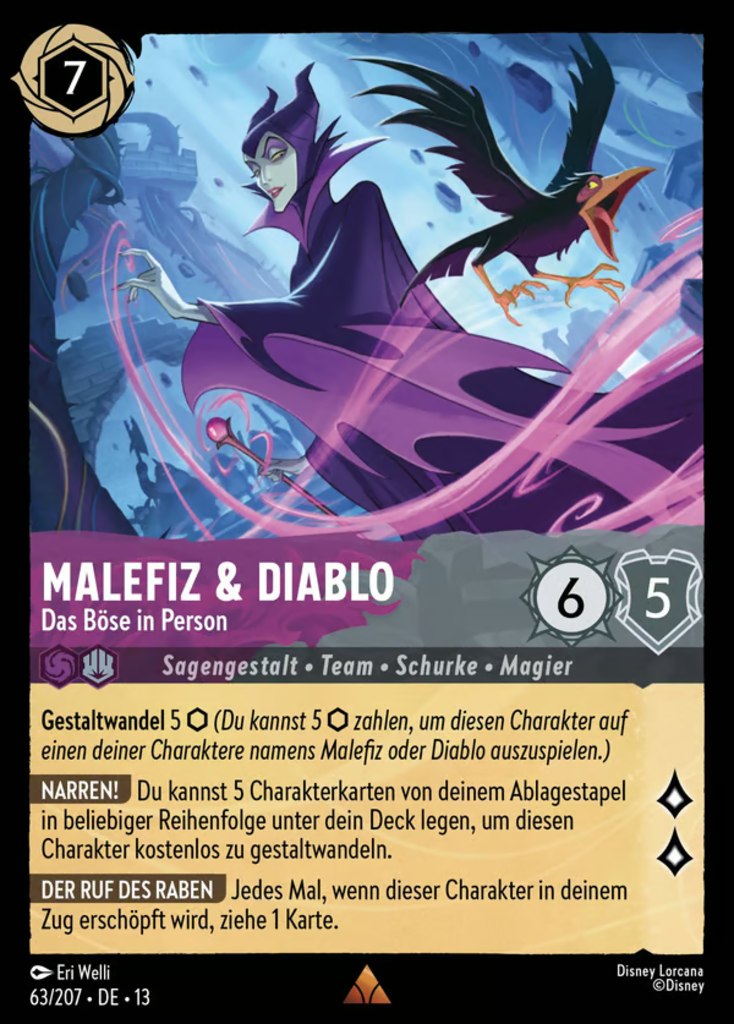 7
MALEFIZ & DIABLO
Das Böse in Person
6
5
Sagengestalt • Team • Schurke • Magier
Gestaltwandel 5 ⬡ (Du kannst 5 ⬡ zahlen, um diesen Charakter auf
einen deiner Charaktere namens Malefiz oder Diablo auszuspielen.)
NARREN! Du kannst 5 Charakterkarten von deinem Ablagestapel
in beliebiger Reihenfolge unter dein Deck legen, um diesen
Charakter kostenlos zu gestaltwandeln.
DER RUF DES RABEN Jedes Mal, wenn dieser Charakter in deinem
Zug erschöpft wird, ziehe 1 Karte.
Eri Welli
63/207 • DE • 13
Disney Lorcana
©Disney